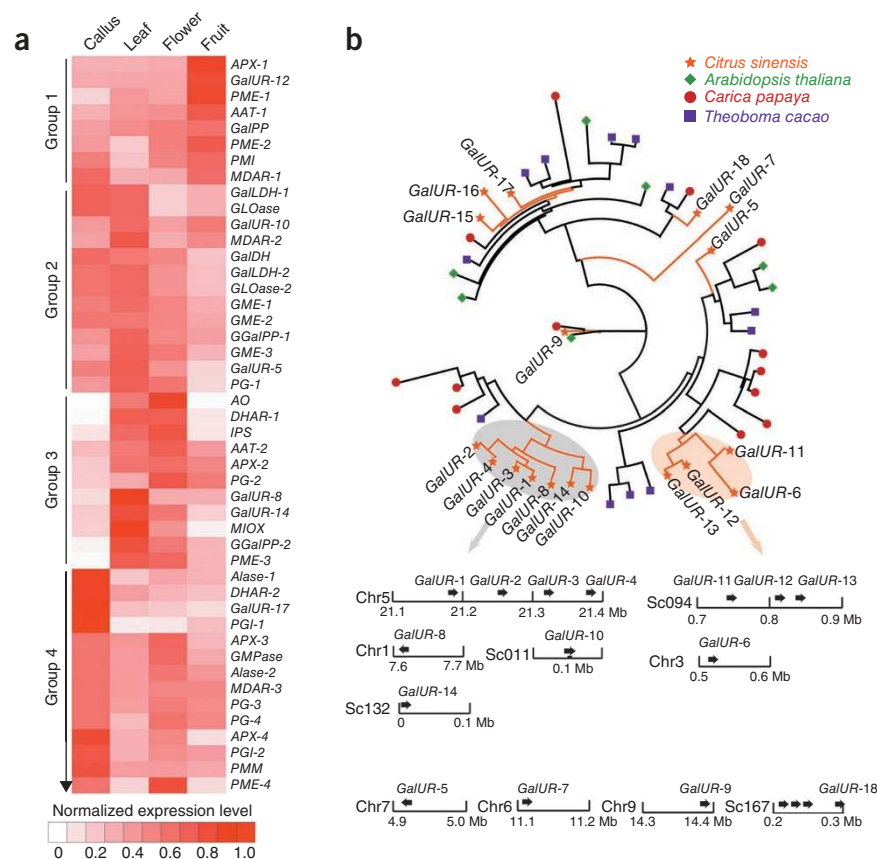 a
Callus
Leaf
Flower
Fruit
Group 1
Group 2
Group 3
Group 4
APX-1
GalUR-12
PME-1
AAT-1
GalPP
PME-2
PMI
MDAR-1
GalLDH-1
GLOase
GalUR-10
MDAR-2
GalDH
GalLDH-2
GLOase-2
GME-1
GME-2
GGalPP-1
GME-3
GalUR-5
PG-1
AO
DHAR-1
IPS
AAT-2
APX-2
PG-2
GalUR-8
GalUR-14
MIOX
GGalPP-2
PME-3
Alase-1
DHAR-2
GalUR-17
PGI-1
APX-3
GMPase
Alase-2
MDAR-3
PG-3
PG-4
APX-4
PGI-2
PMM
PME-4
Normalized expression level
0 0.2 0.4 0.6 0.8 1.0
b
Citrus sinensis
Arabidopsis thaliana
Carica papaya
Theoboma cacao
GalUR-17
GalUR-16
GalUR-15
GalUR-18
GalUR-7
GalUR-5
GalUR-9
GalUR-2
GalUR-4
GalUR-3
GalUR-1
GalUR-8
GalUR-14
GalUR-10
GalUR-11
GalUR-6
GalUR-12
GalUR-13
GalUR-1 GalUR-2 GalUR-3 GalUR-4
Chr5
21.1 21.2 21.3 21.4 Mb
GalUR-11 GalUR-12 GalUR-13
Sc094
0.7 0.8 0.9 Mb
GalUR-8
Chr1
7.6 7.7 Mb
GalUR-10
Sc011
0.1 Mb
GalUR-6
Chr3
0.5 0.6 Mb
GalUR-14
Sc132
0 0.1 Mb
GalUR-5
Chr7
4.9 5.0 Mb
GalUR-7
Chr6
11.1 11.2 Mb
GalUR-9
Chr9
14.3 14.4 Mb
GalUR-18
Sc167
0.2 0.3 Mb